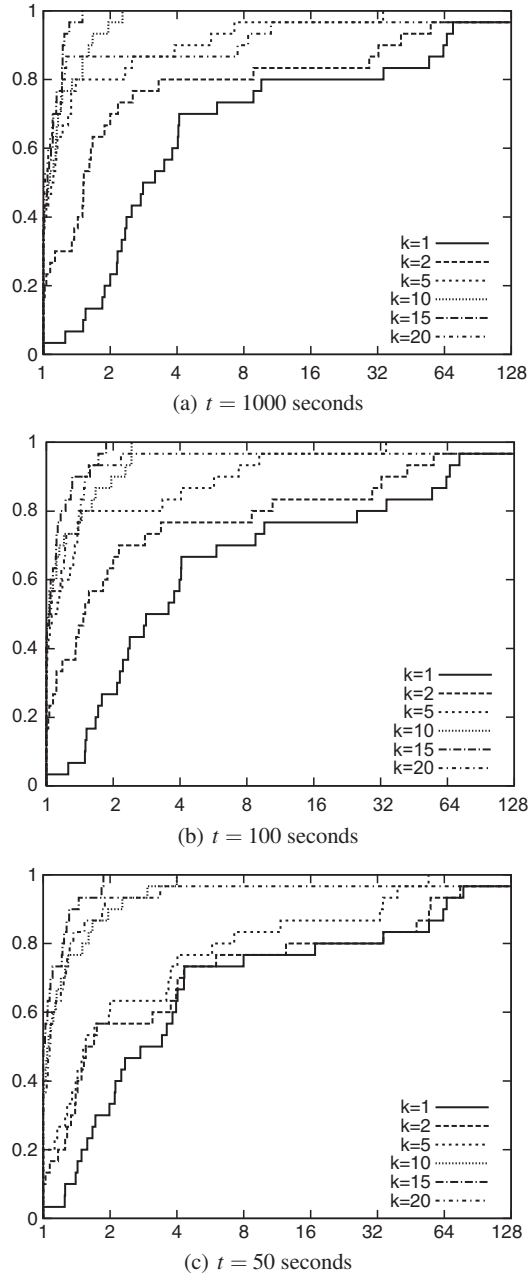 1
0.8
0.6
0.4
0.2
0
k=1
k=2
k=5
k=10
k=15
k=20
1 2 4 8 16 32 64 128
(a) t = 1000 seconds
1
0.8
0.6
0.4
0.2
0
k=1
k=2
k=5
k=10
k=15
k=20
1 2 4 8 16 32 64 128
(b) t = 100 seconds
1
0.8
0.6
0.4
0.2
0
k=1
k=2
k=5
k=10
k=15
k=20
1 2 4 8 16 32 64 128
(c) t = 50 seconds